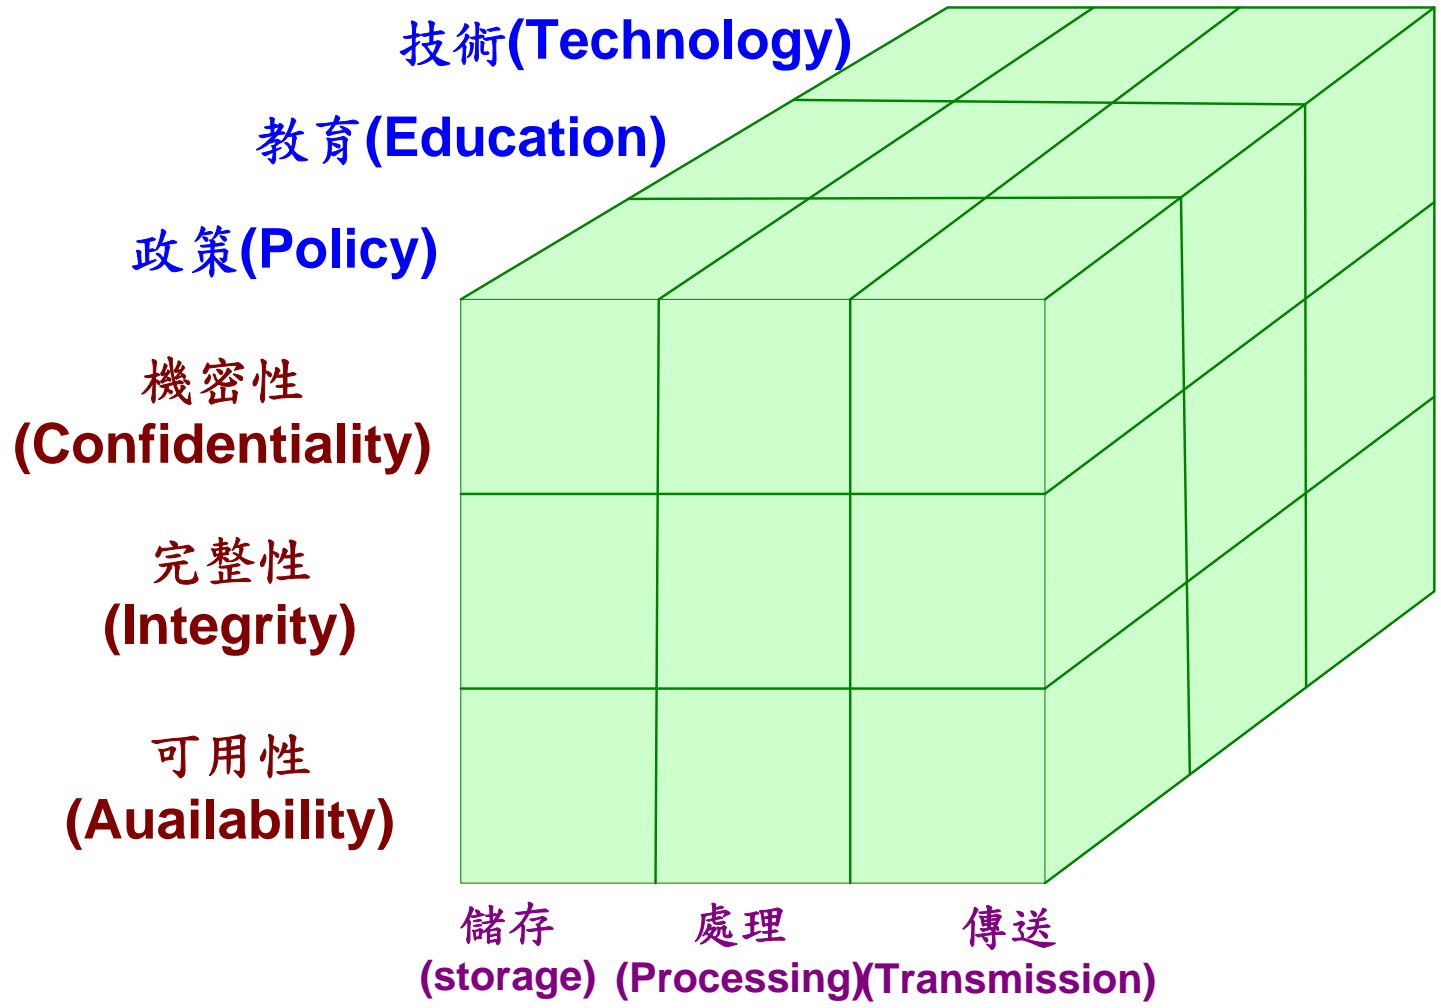 技術(Technology)
教育(Education)
政策(Policy)
機密性
(Confidentiality)
完整性
(Integrity)
可用性
(Auailability)
儲存 處理 傳送
(storage) (Processing)(Transmission)